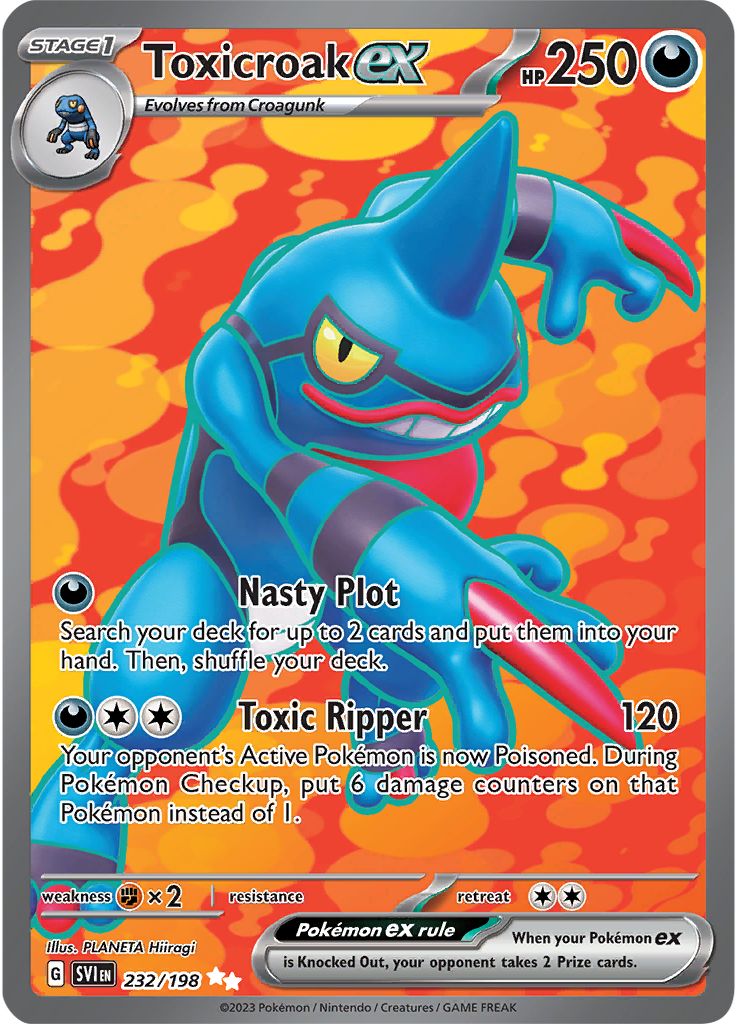 STAGE 1
Toxicroak ex
HP 250
Evolves from Croagunk
Nasty Plot
Search your deck for up to 2 cards and put them into your
hand. Then, shuffle your deck.
Toxic Ripper 120
Your opponent's Active Pokémon is now Poisoned. During
Pokémon Checkup, put 6 damage counters on that
Pokémon instead of 1.
weakness ×2 resistance retreat
Illus. PLANETA Hiiragi
Pokémon ex rule
When your Pokémon ex
is Knocked Out, your opponent takes 2 Prize cards.
G SVI EN 232/198
©2023 Pokémon / Nintendo / Creatures / GAME FREAK